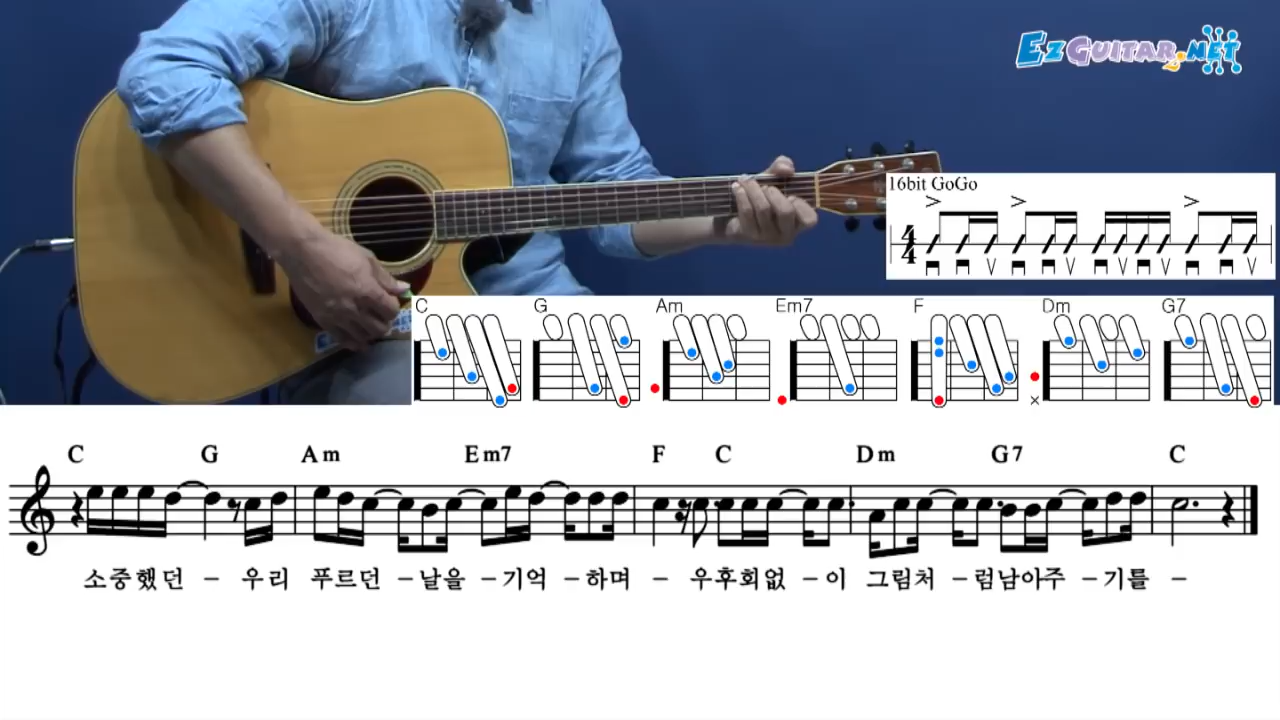 EZGUITAR.NET
16bit GoGo
4
4
C G Am Em7 F Dm G7
C G Am Em7 F C Dm G7 C
소중했던 - 우리 푸르던 -날을 -기억 -하며 - 우후회없 -이 그림처 -럼남아주 -기를 -